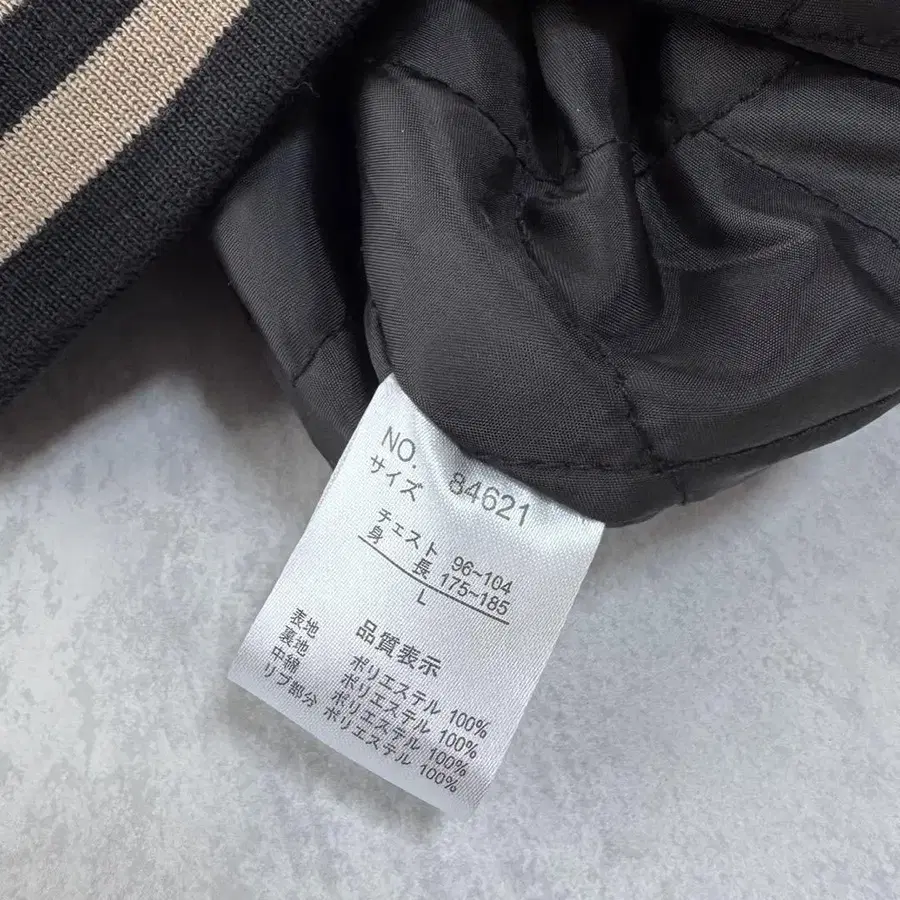 NO. 84621
サイズ
チェスト 96~104
身 長 175~185
L
品質表示
表地 ポリエステル 100%
裏地 ポリエステル 100%
中綿 ポリエステル 100%
リブ部分 ポリエステル 100%